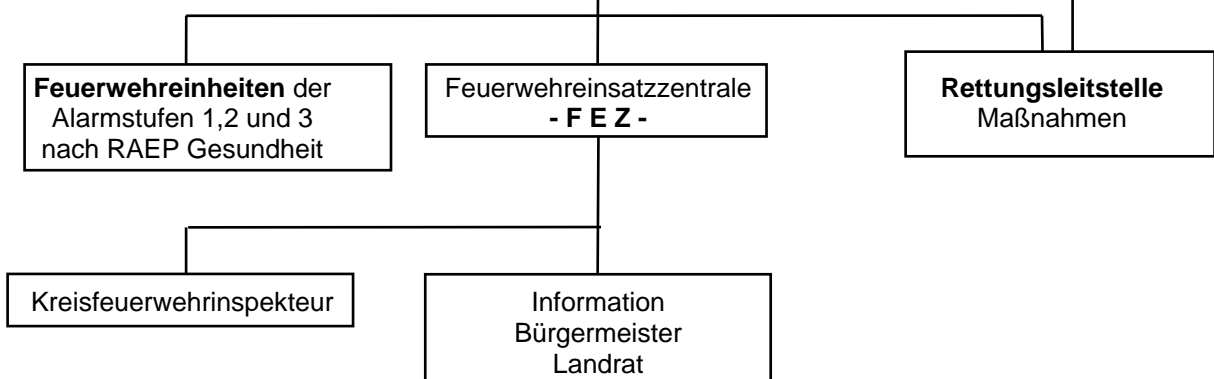 Feuerwehreinheiten der
Alarmstufen 1,2 und 3
nach RAEP Gesundheit
Feuerwehreinsatzzentrale
- F E Z -
Rettungsleitstelle
Maßnahmen
Kreisfeuerwehrinspekteur
Information
Bürgermeister
Landrat